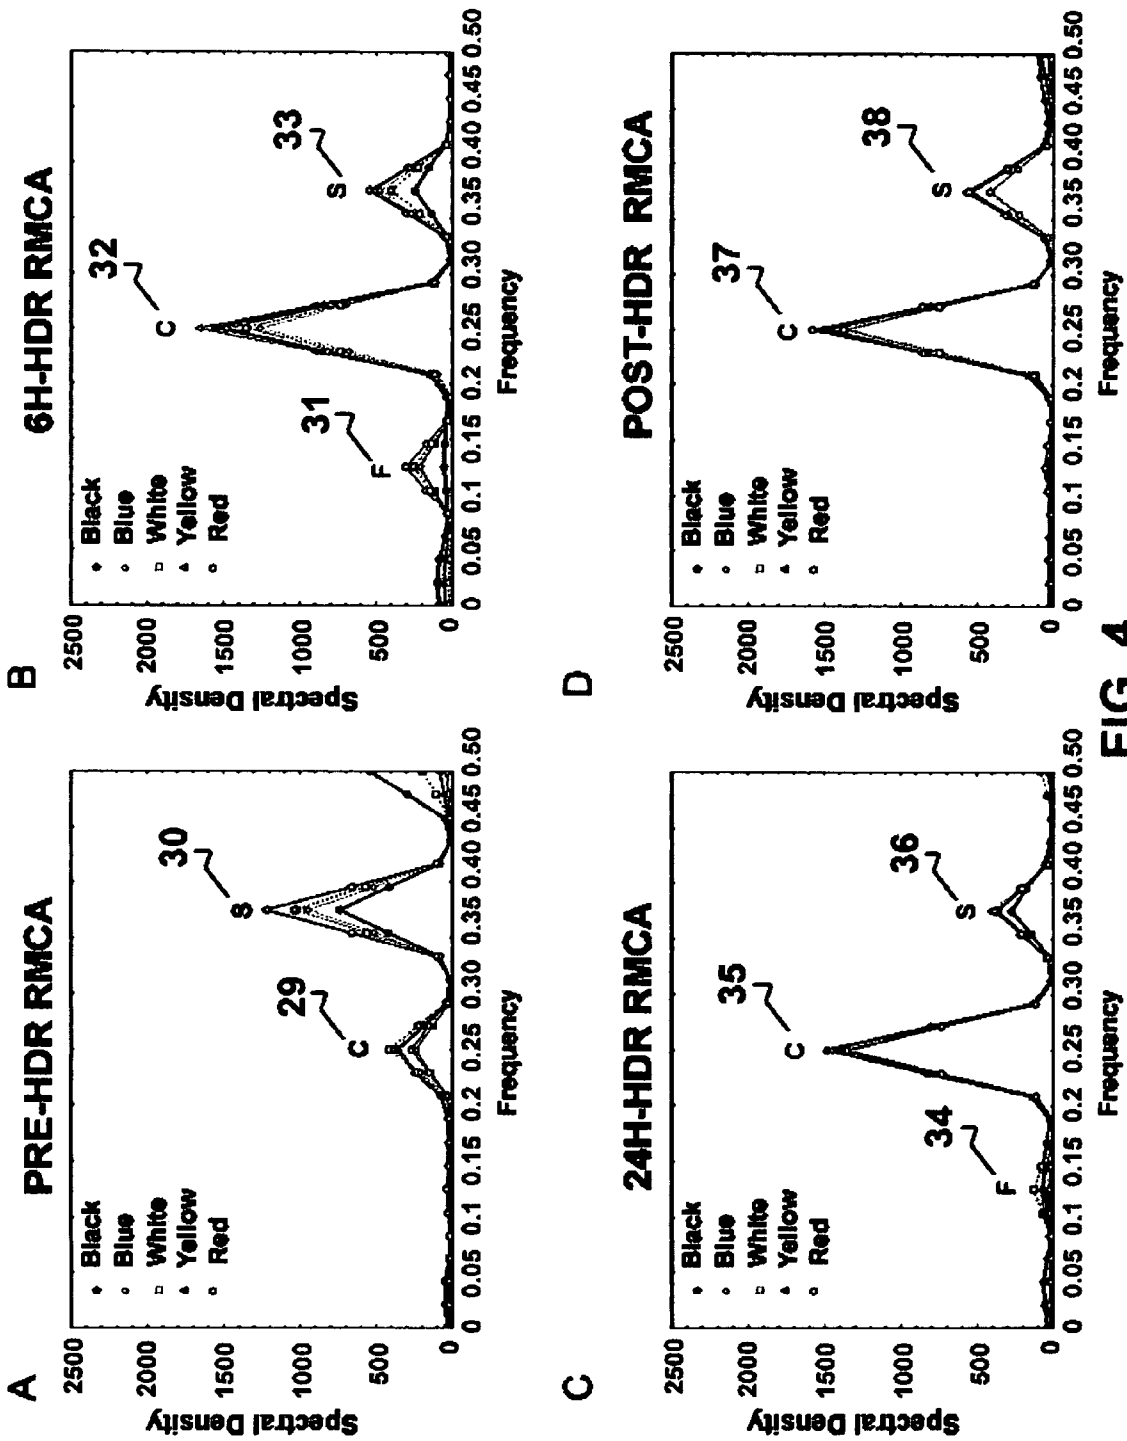 A
PRE-HDR RMCA
Spectral Density
2500
2000
1500
1000
500
0
Black
Blue
White
Yellow
Red
C
29
S
30
0 0.05 0.1 0.15 0.2 0.25 0.30 0.35 0.40 0.45 0.50
Frequency
B
6H-HDR RMCA
Spectral Density
2500
2000
1500
1000
500
0
Black
Blue
White
Yellow
Red
F
31
C
32
S
33
0 0.05 0.1 0.15 0.2 0.25 0.30 0.35 0.40 0.45 0.50
Frequency
C
24H-HDR RMCA
Spectral Density
2500
2000
1500
1000
500
0
Black
Blue
White
Yellow
Red
F
34
C
35
S
36
0 0.05 0.1 0.15 0.2 0.25 0.30 0.35 0.40 0.45 0.50
Frequency
D
POST-HDR RMCA
Spectral Density
2500
2000
1500
1000
500
0
Black
Blue
White
Yellow
Red
C
37
S
38
0 0.05 0.1 0.15 0.2 0.25 0.30 0.35 0.40 0.45 0.50
Frequency
FIG. 4